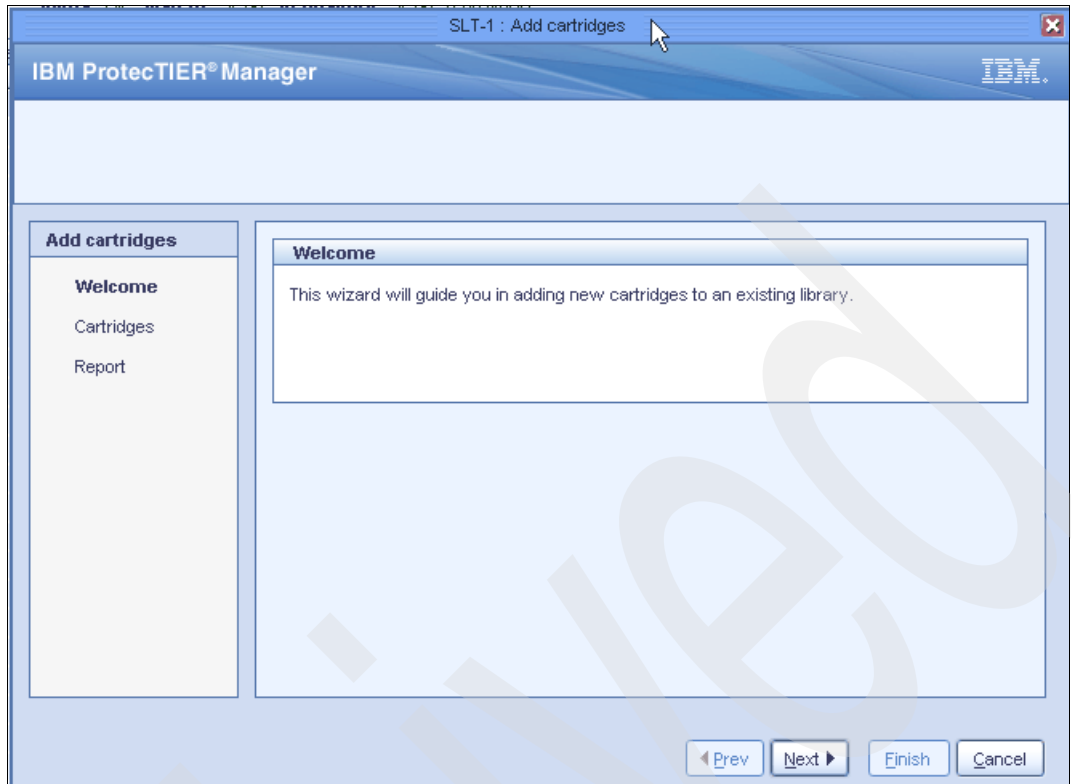 SLT-1 : Add cartridges
IBM ProtecTIER® Manager
IBM.
Add cartridges
Welcome
Cartridges
Report
Welcome
This wizard will guide you in adding new cartridges to an existing library.
Prev
Next
Finish
Cancel